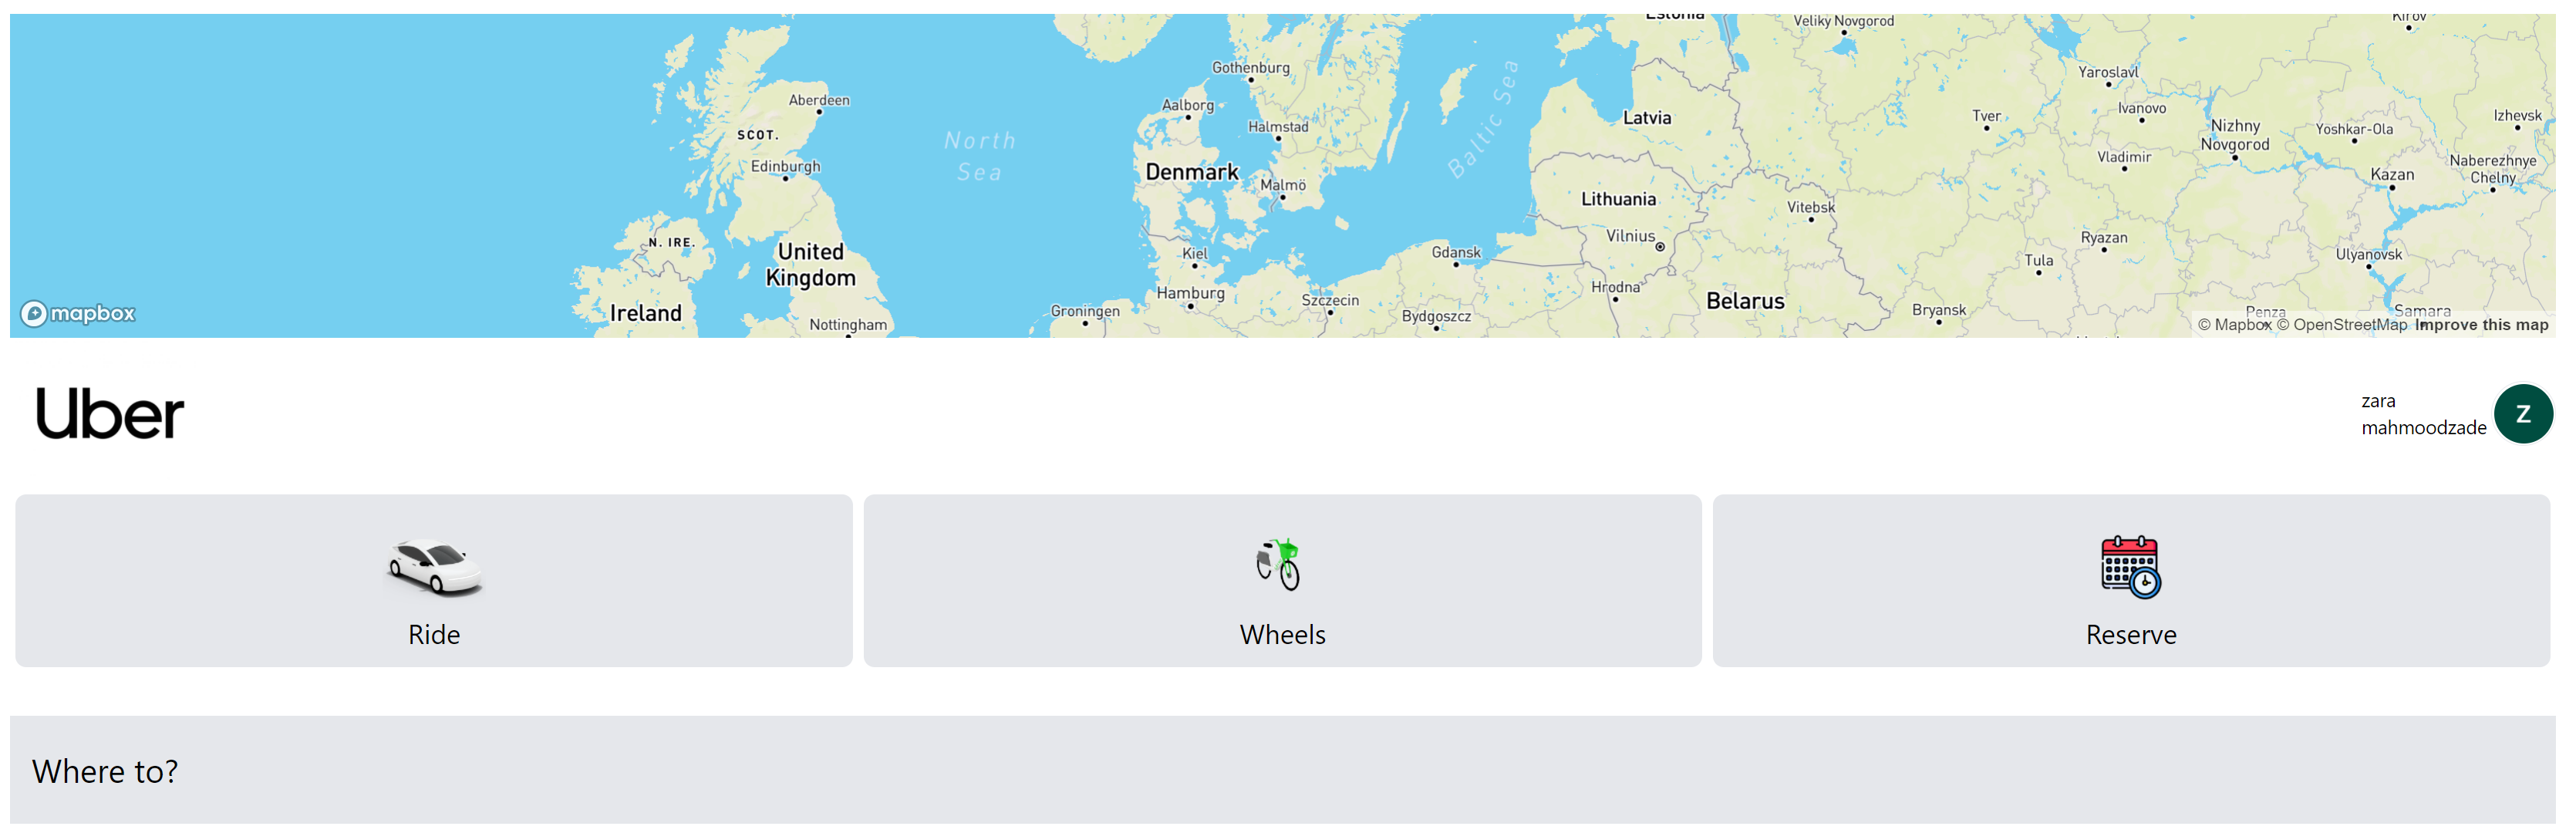 Estonia
Veliky Novgorod
Kirov
Gothenburg
Yaroslavl
Aberdeen
Aalborg
Baltic Sea
Latvia
Tver
Ivanovo
Izhevsk
SCOT.
North
Sea
Halmstad
Nizhny
Novgorod
Yoshkar-Ola
Edinburgh
Denmark
Malmö
Vladimir
Naberezhnye
Chelny
Kazan
Lithuania
Vitebsk
N. IRE.
United
Kingdom
Vilnius
Ryazan
Kiel
Gdansk
Tula
Ulyanovsk
Hamburg
Szczecin
Hrodna
Belarus
mapbox
Ireland
Nottingham
Groningen
Bydgoszcz
Bryansk
Penza
Samara
© Mapbox © OpenStreetMap Improve this map
Uber
zara
mahmoodzade
Z
Ride
Wheels
Reserve
Where to?